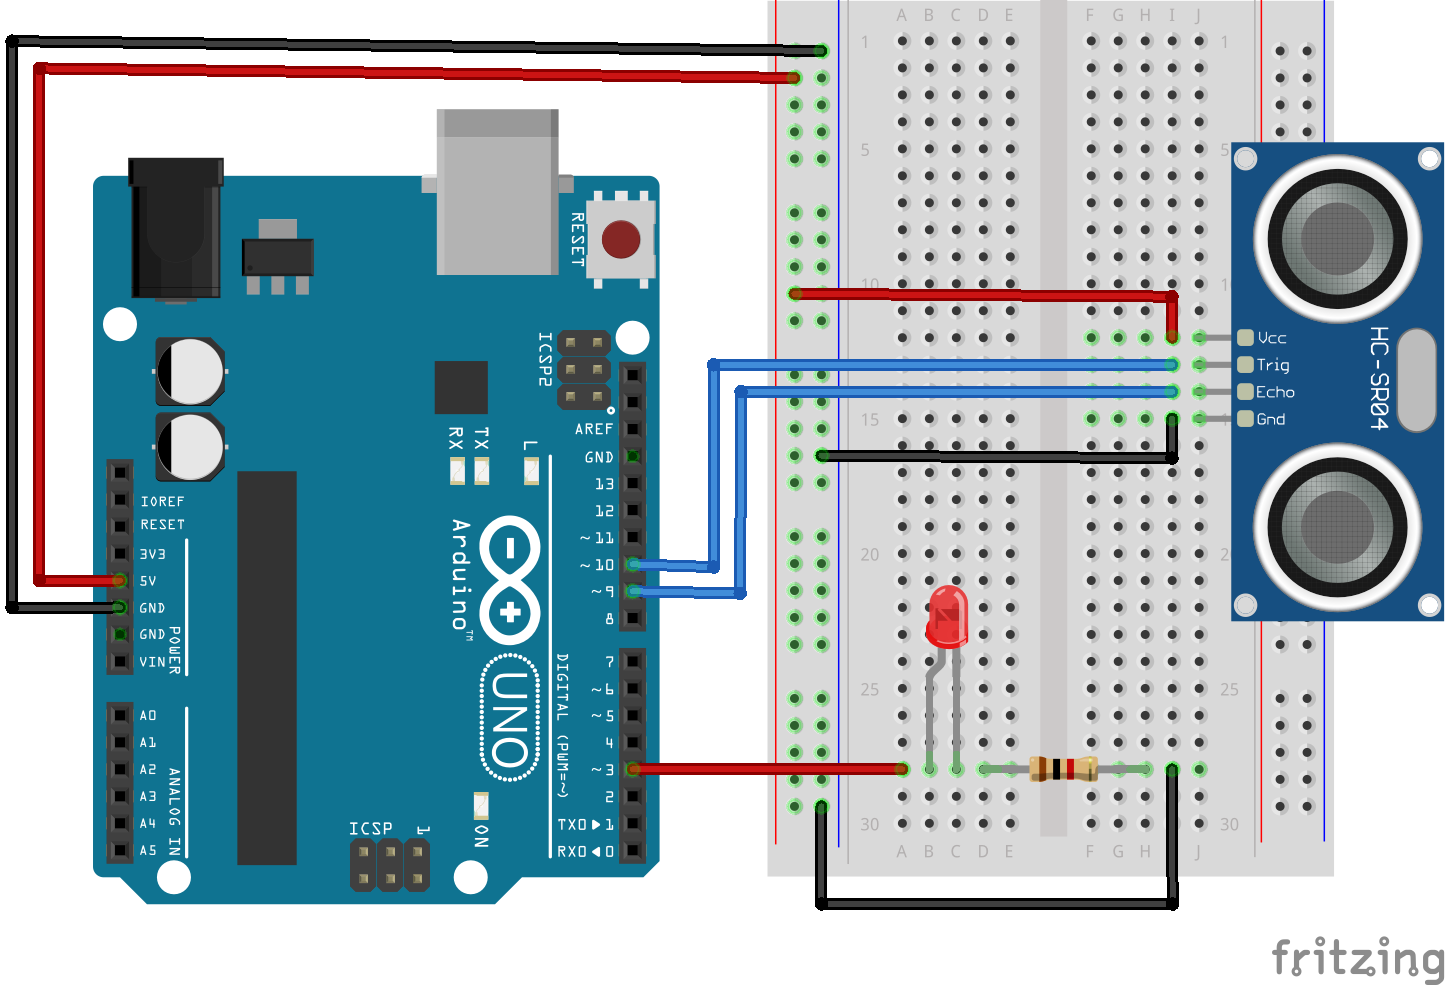 A B C D E F G H I J
1 1
5 5
10 1
15 1
20 2
25 25
30 30
A B C D E F G H I J
RESET
ICSP2
AREF
GND
13
12
~11
~10
~9
8
7
~6
~5
4
~3
2
TX0▶1
RX0◀0
RX TX L
IOREF
RESET
3V3
5V
GND
GND
VIN
POWER
A0
A1
A2
A3
A4
A5
ANALOG IN
Arduino™
UNO
DIGITAL (PWM=~)
ICSP 1
ON
Vcc
Trig
Echo
Gnd
HC-SR04
fritzing